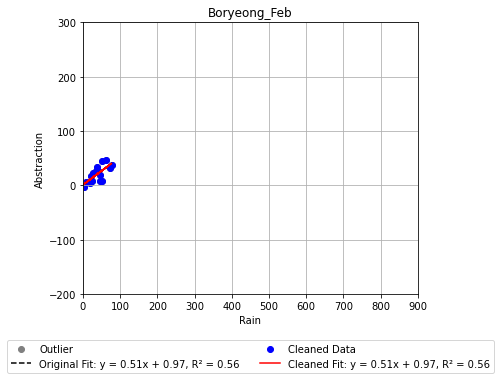 Boryeong_Feb
300
200
100
0
−100
−200
Abstraction
0 100 200 300 400 500 600 700 800 900
Rain
Outlier
Original Fit: y = 0.51x + 0.97, R² = 0.56
Cleaned Data
Cleaned Fit: y = 0.51x + 0.97, R² = 0.56